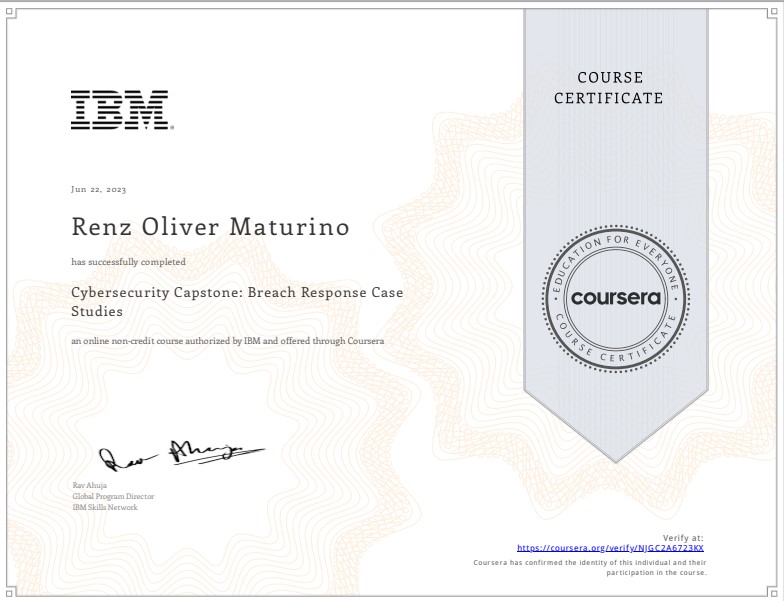 COURSE
CERTIFICATE
IBM®
Jun 22, 2023
Renz Oliver Maturino
has successfully completed
Cybersecurity Capstone: Breach Response Case
Studies
an online non-credit course authorized by IBM and offered through Coursera
EDUCATION FOR EVERYONE
coursera
COURSE CERTIFICATE
Rav Ahuja
Rav Ahuja
Global Program Director
IBM Skills Network
Verify at:
https://coursera.org/verify/NJGC2A6723KX
Coursera has confirmed the identity of this individual and their
participation in the course.